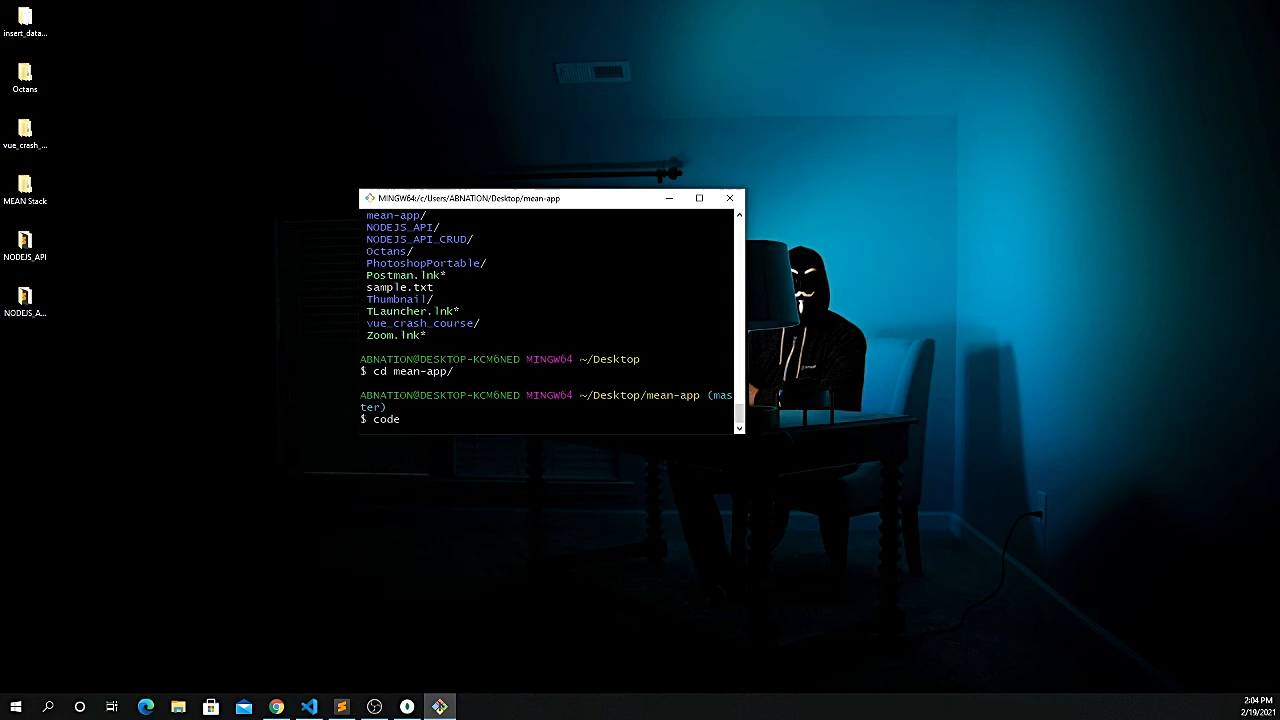 insert_data...
Octans
vue_crash_...
MEAN Stack
NODEJS_API
NODEJS_A...
MINGW64:/c/Users/ABNATION/Desktop/mean-app
mean-app/
NODEJS_API/
NODEJS_API_CRUD/
Octans/
PhotoshopPortable/
Postman.lnk*
sample.txt
Thumbnail/
TLauncher.lnk*
vue_crash_course/
Zoom.lnk*
ABNATION@DESKTOP-KCM6NED MINGW64 ~/Desktop
$ cd mean-app/
ABNATION@DESKTOP-KCM6NED MINGW64 ~/Desktop/mean-app (mas
ter)
$ code
2:04 PM
2/19/2021